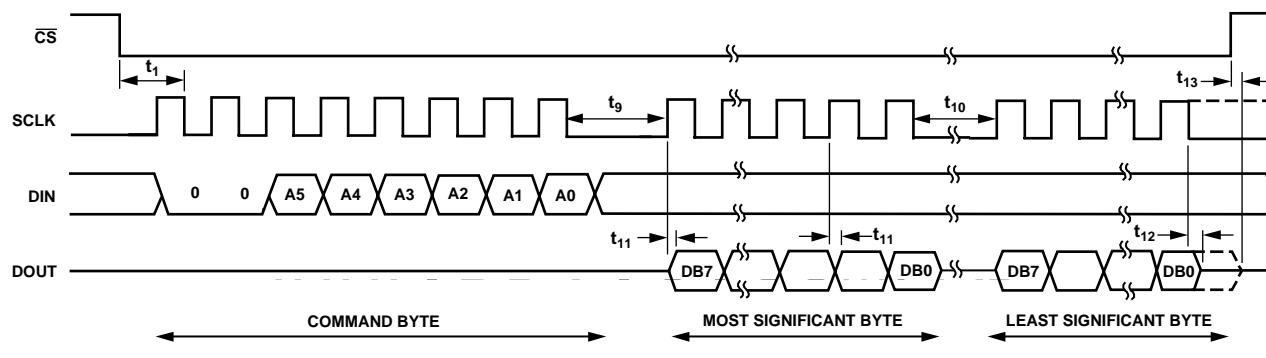 CS
t1
t13
SCLK
t9
t10
DIN
0 0 A5 A4 A3 A2 A1 A0
t11
t11
t12
DOUT
DB7 DB0 DB7 DB0
COMMAND BYTE MOST SIGNIFICANT BYTE LEAST SIGNIFICANT BYTE